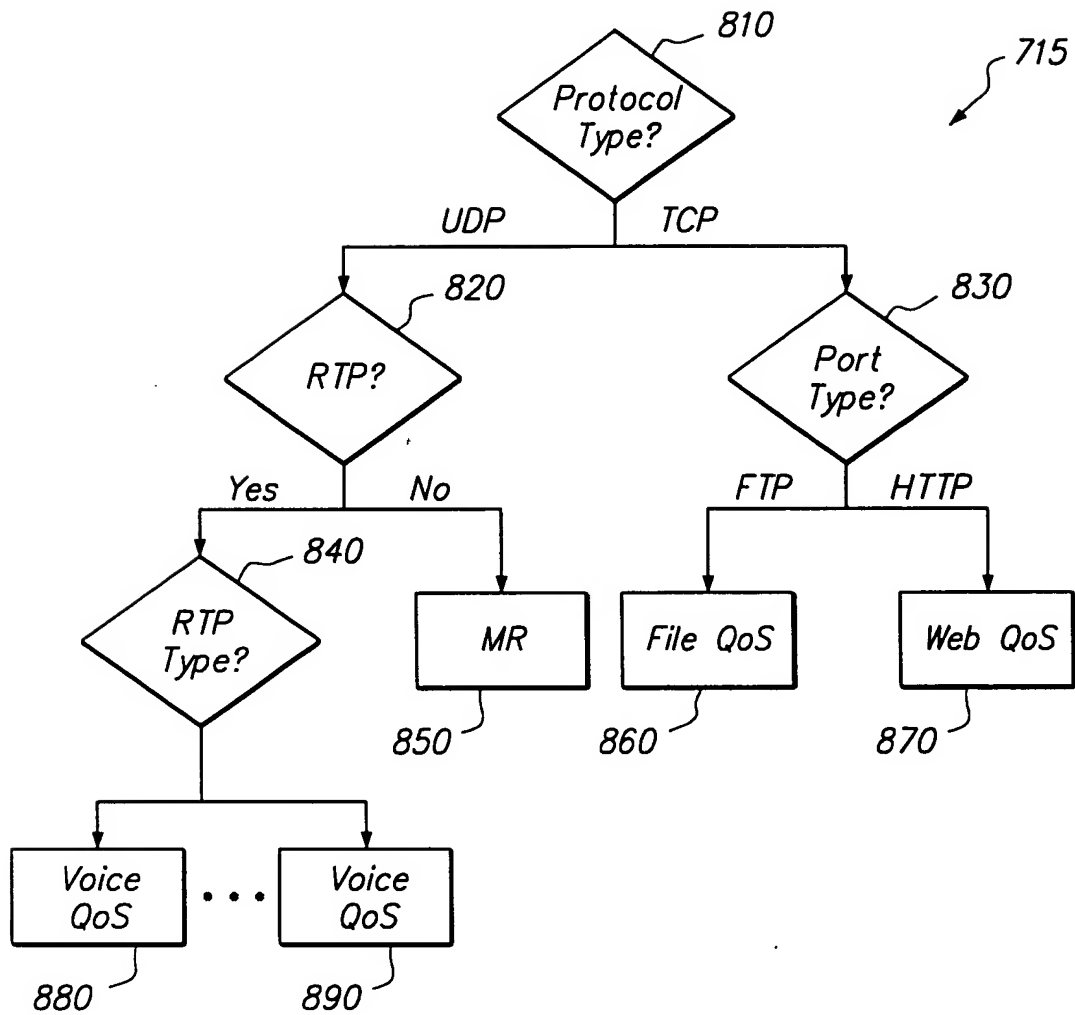 810
715
Protocol
Type?
UDP
TCP
820
830
RTP?
Port
Type?
Yes
No
FTP
HTTP
840
RTP
Type?
MR
File QoS
Web QoS
850
860
870
Voice
QoS
• • •
Voice
QoS
880
890